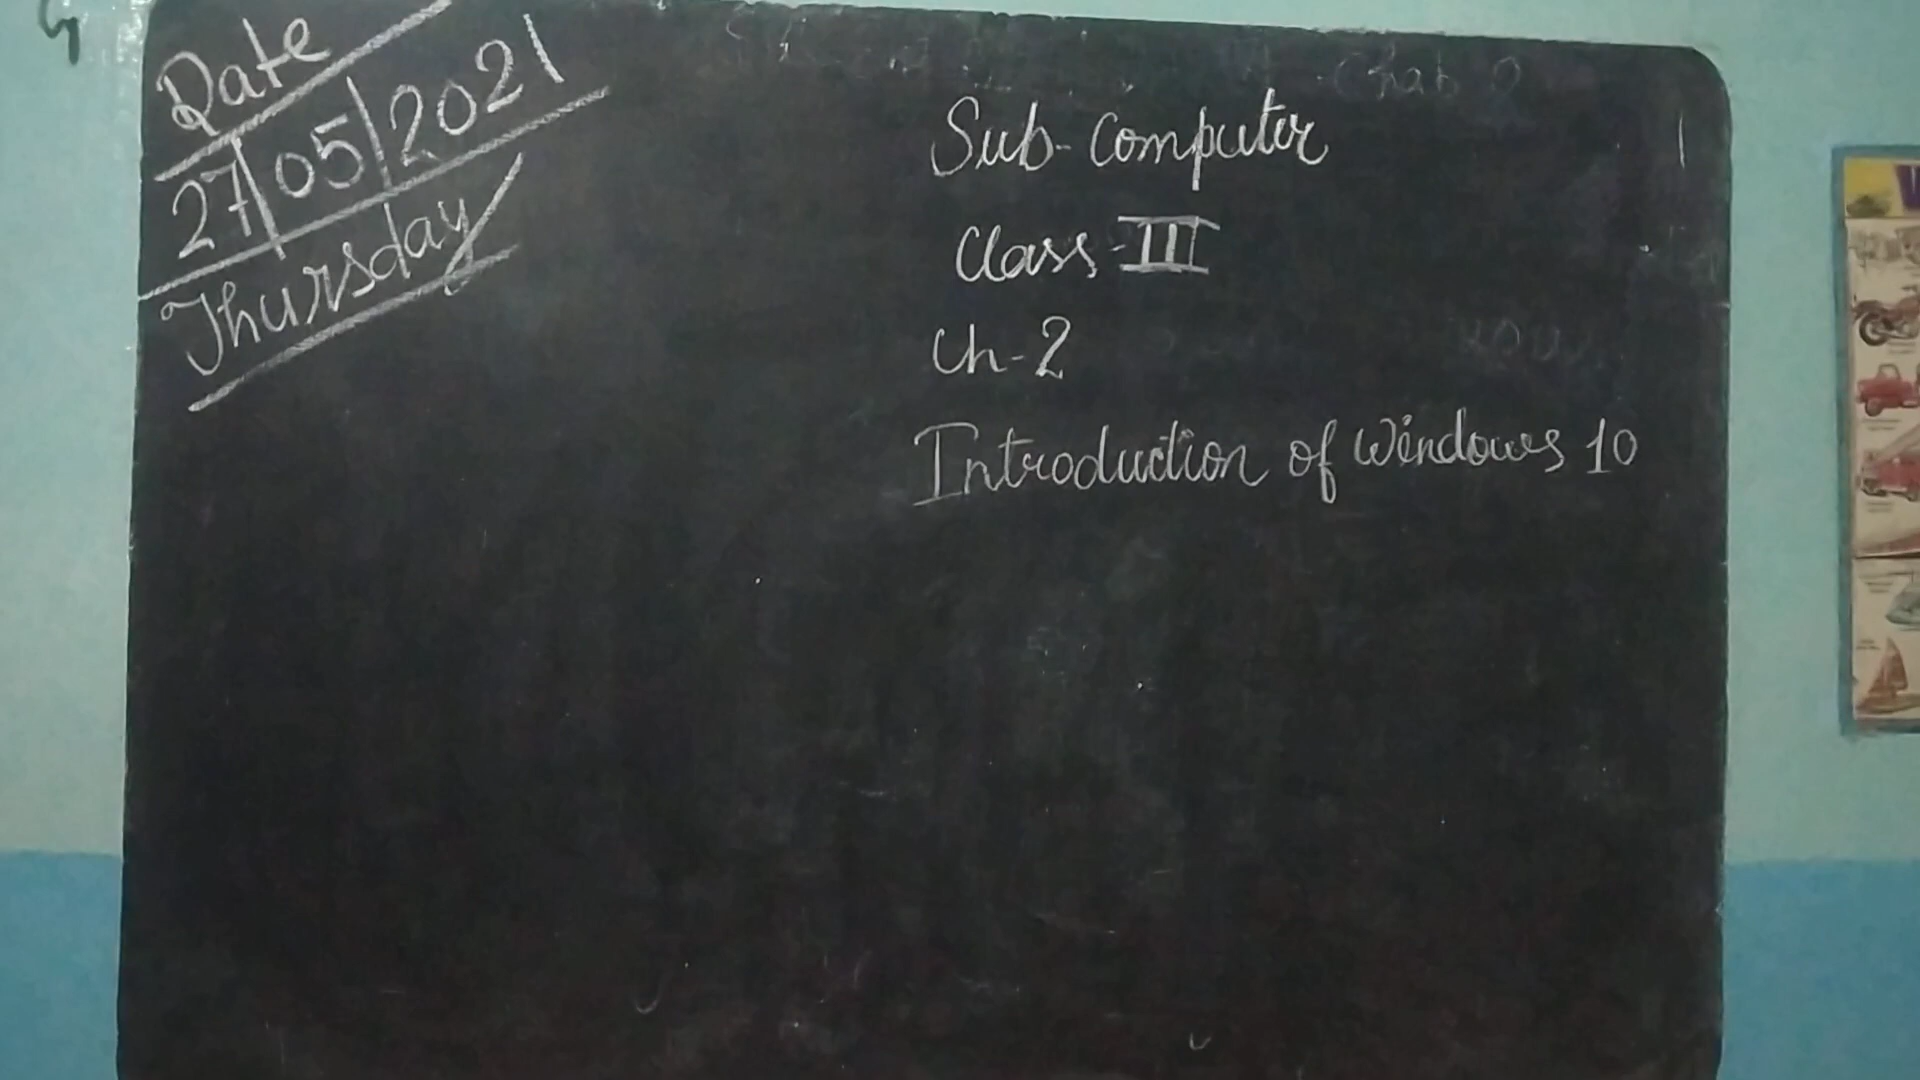 Date
27/05/2021
Thursday
Sub-Computer
Class-III
Ch-2
Introduction of Windows 10